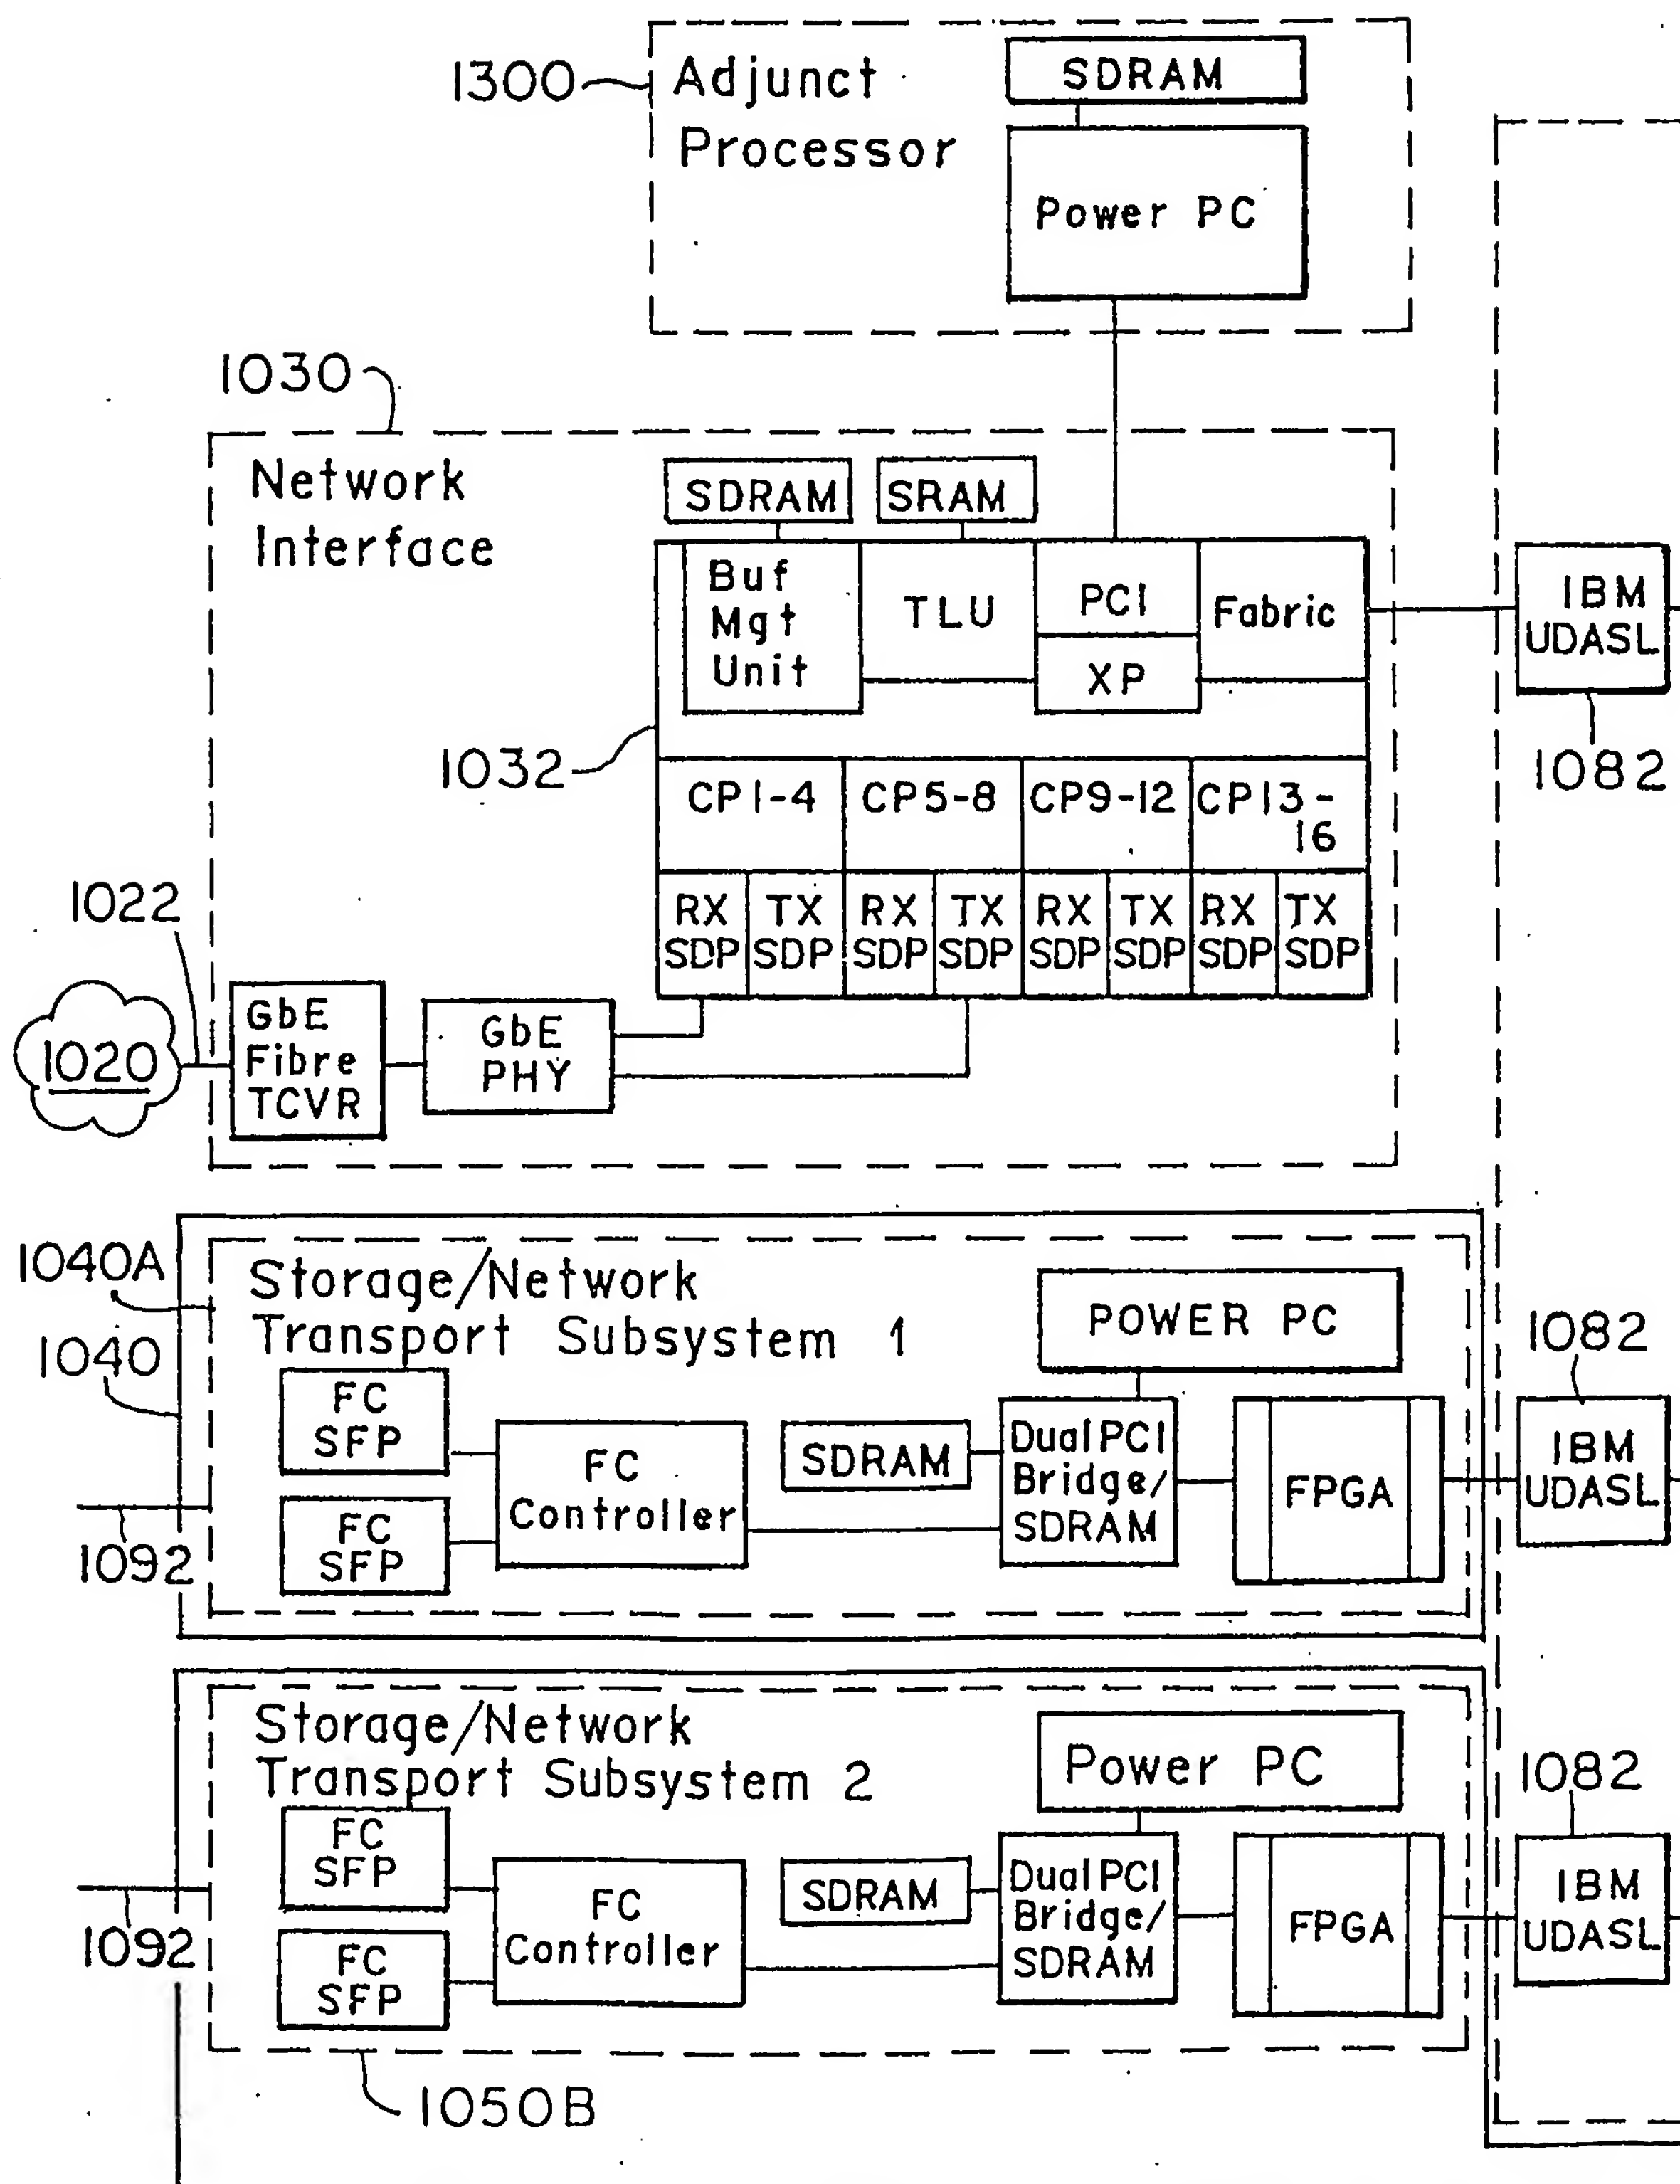 1300
Adjunct
Processor
SDRAM
Power PC
1030
Network
Interface
SDRAM
SRAM
Buf
Mgt
Unit
TLU
PCI
XP
Fabric
IBM
UDASL
1082
1032
CP1-4
CP5-8
CP9-12
CP13-
16
RX
SDP
TX
SDP
RX
SDP
TX
SDP
RX
SDP
TX
SDP
RX
SDP
TX
SDP
1022
1020
GbE
Fibre
TCVR
GbE
PHY
1040A
1040
Storage/Network
Transport Subsystem 1
POWER PC
FC
SFP
FC
SFP
FC
Controller
SDRAM
Dual PCI
Bridge/
SDRAM
FPGA
1082
IBM
UDASL
1092
Storage/Network
Transport Subsystem 2
Power PC
FC
SFP
FC
SFP
FC
Controller
SDRAM
Dual PCI
Bridge/
SDRAM
FPGA
1082
IBM
UDASL
1092
1050B